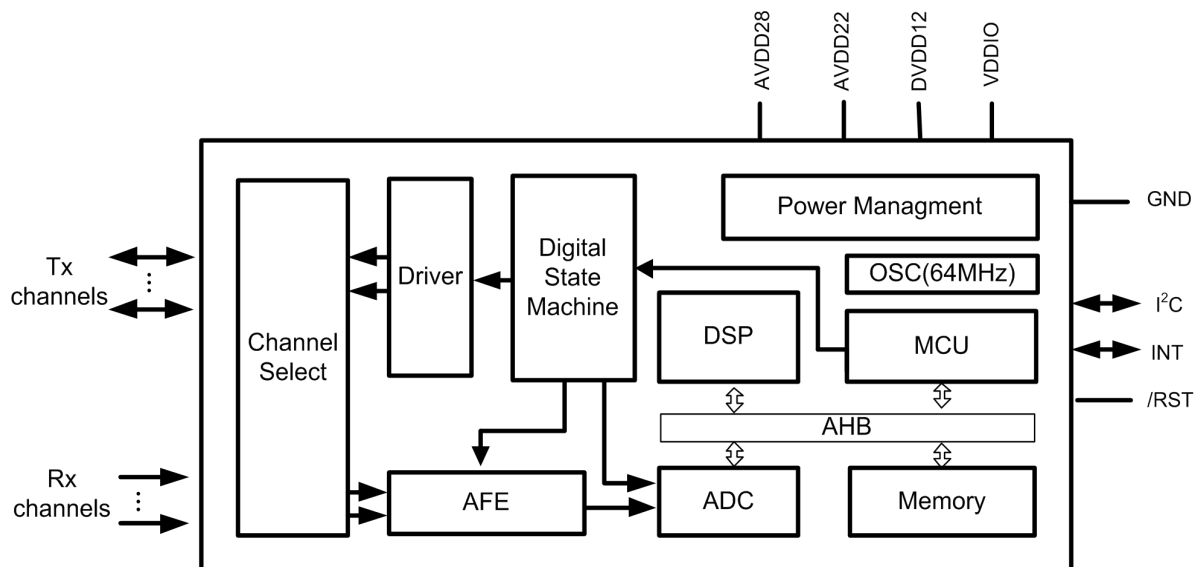 AVDD28
AVDD22
DVDD12
VDDIO
Power Managment
GND
Tx
channels
Driver
Digital
State
Machine
OSC(64MHz)
I²C
Channel
Select
DSP
MCU
INT
/RST
AHB
Rx
channels
AFE
ADC
Memory